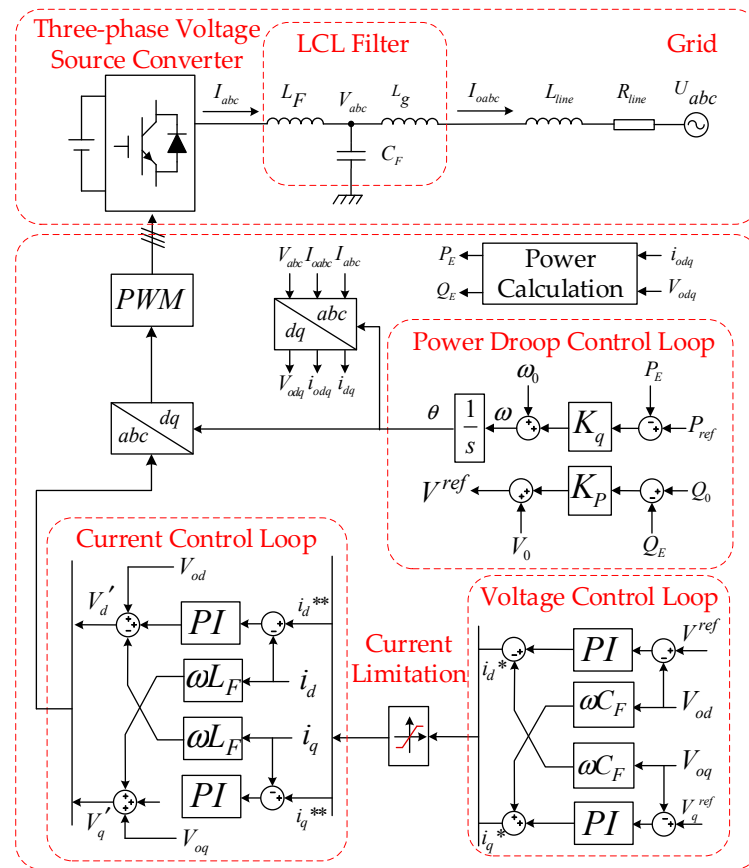 Three-phase Voltage
Source Converter
LCL Filter
Grid
I_abc
L_F
V_abc
L_g
I_oabc
L_line
R_line
U_abc
C_F
V_abc I_oabc I_abc
abc
dq
V_odq i_odq i_dq
P_E
Q_E
Power
Calculation
i_odq
V_odq
PWM
Power Droop Control Loop
ω_0
P_E
θ
1
s
ω
K_q
P_ref
dq
abc
V^ref
K_P
Q_0
V_0
Q_E
Current Control Loop
V_od
V_d′
PI
i_d**
ωL_F
i_d
ωL_F
i_q
PI
i_q**
V_q′
V_oq
Current
Limitation
Voltage Control Loop
V^ref
i_d*
PI
ωC_F
V_od
ωC_F
V_oq
PI
V_q^ref
i_q*